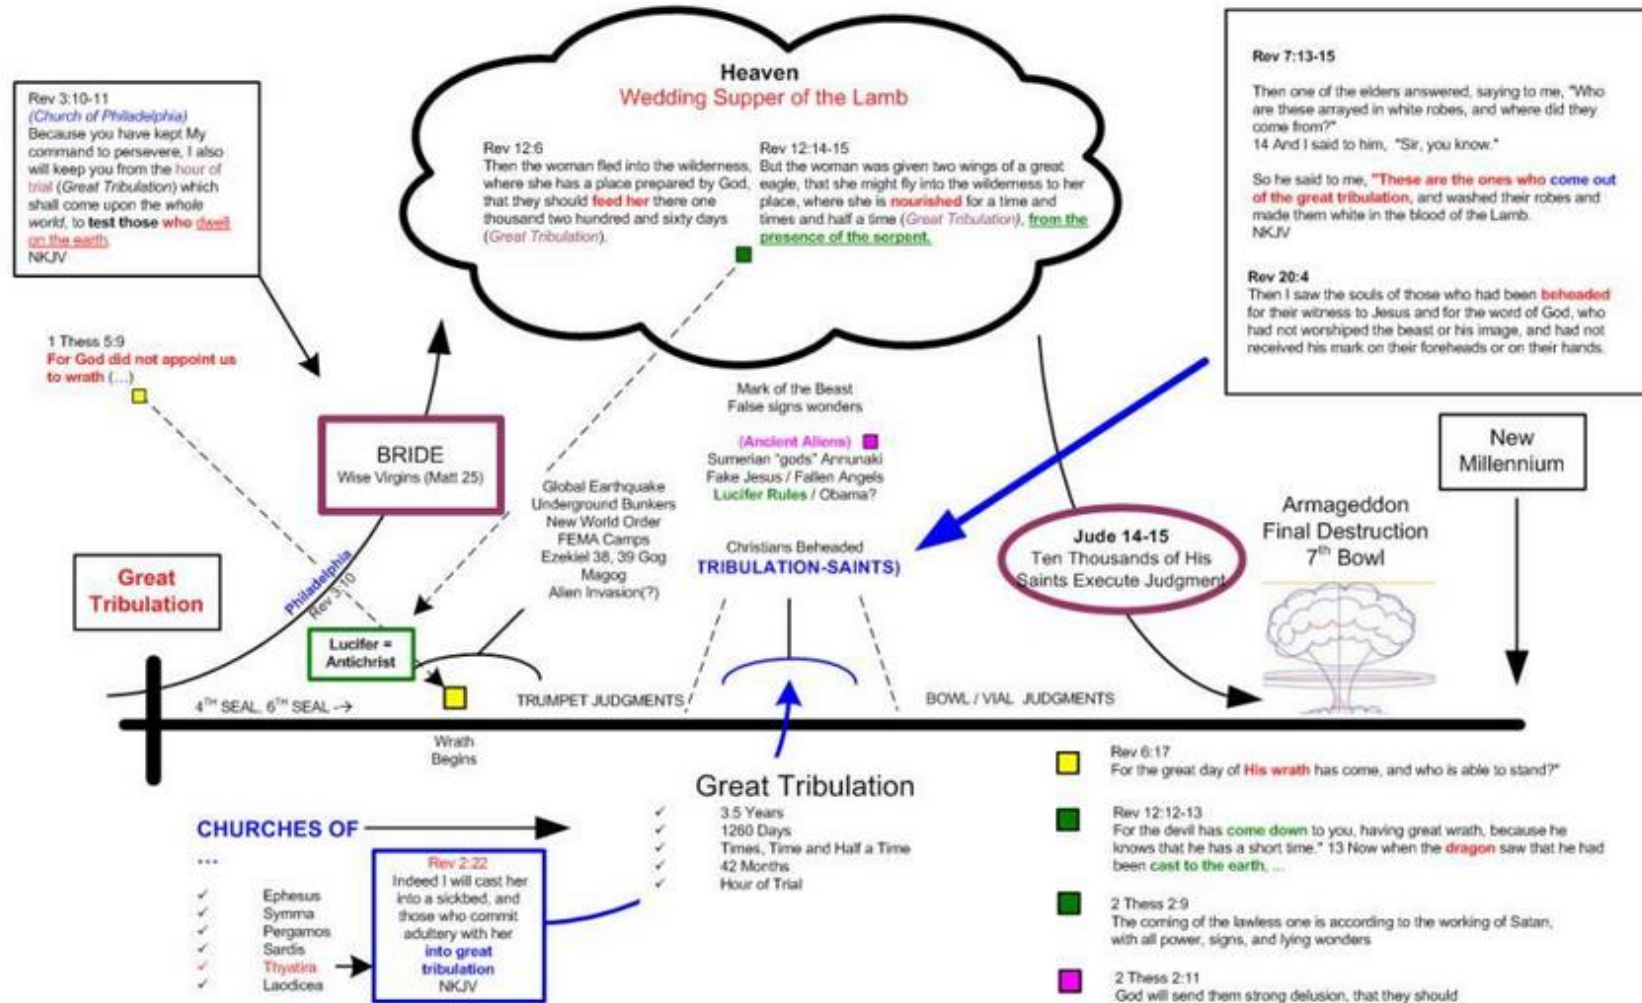 Rev 3:10-11
(Church of Philadelphia)
Because you have kept My
command to persevere, I also
will keep you from the hour of
trial (Great Tribulation) which
shall come upon the whole
world, to test those who dwell
on the earth.
NKJV
1 Thess 5:9
For God did not appoint us
to wrath (...)
Heaven
Wedding Supper of the Lamb
Rev 12:6
Then the woman fled into the wilderness,
where she has a place prepared by God,
that they should feed her there one
thousand two hundred and sixty days
(Great Tribulation).
Rev 12:14-15
But the woman was given two wings of a great
eagle, that she might fly into the wilderness to her
place, where she is nourished for a time and
times and half a time (Great Tribulation), from the
presence of the serpent.
Rev 7:13-15
Then one of the elders answered, saying to me, "Who
are these arrayed in white robes, and where did they
come from?"
14 And I said to him, "Sir, you know."
So he said to me, "These are the ones who come out
of the great tribulation, and washed their robes and
made them white in the blood of the Lamb.
NKJV
Rev 20:4
Then I saw the souls of those who had been beheaded
for their witness to Jesus and for the word of God, who
had not worshiped the beast or his image, and had not
received his mark on their foreheads or on their hands.
BRIDE
Wise Virgins (Matt 25)
Great
Tribulation
Philadelphia
Rev 3:10
Lucifer =
Antichrist
Global Earthquake
Underground Bunkers
New World Order
FEMA Camps
Ezekiel 38, 39 Gog
Magog
Alien Invasion(?)
Mark of the Beast
False signs wonders
(Ancient Aliens)
Sumerian "gods" Annunaki
Fake Jesus / Fallen Angels
Lucifer Rules / Obama?
Christians Beheaded
TRIBULATION-SAINTS)
Jude 14-15
Ten Thousands of His
Saints Execute Judgment
New
Millennium
Armageddon
Final Destruction
7th Bowl
4TH SEAL, 6TH SEAL -→
TRUMPET JUDGMENTS
BOWL / VIAL JUDGMENTS
Wrath
Begins
CHURCHES OF
...
✓ Ephesus
✓ Symma
✓ Pergamos
✓ Sardis
✓ Thyatira
✓ Laodicea
Rev 2:22
Indeed I will cast her
into a sickbed, and
those who commit
adultery with her
into great
tribulation
NKJV
Great Tribulation
✓ 3.5 Years
✓ 1260 Days
✓ Times, Time and Half a Time
✓ 42 Months
✓ Hour of Trial
Rev 6:17
For the great day of His wrath has come, and who is able to stand?"
Rev 12:12-13
For the devil has come down to you, having great wrath, because he
knows that he has a short time." 13 Now when the dragon saw that he had
been cast to the earth, ...
2 Thess 2:9
The coming of the lawless one is according to the working of Satan,
with all power, signs, and lying wonders
2 Thess 2:11
God will send them strong delusion, that they should